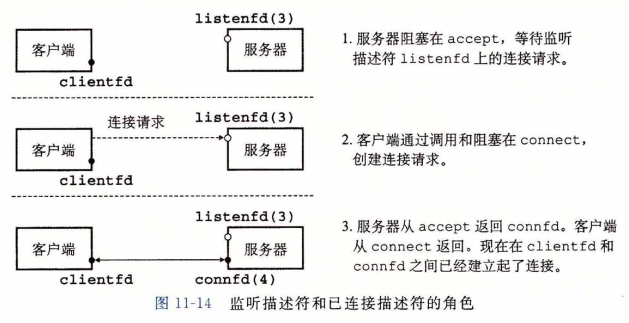 listenfd(3)
客户端
服务器
clientfd
1. 服务器阻塞在 accept，等待监听
描述符 listenfd 上的连接请求。
listenfd(3)
连接请求
客户端
服务器
clientfd
2. 客户端通过调用和阻塞在 connect，
创建连接请求。
listenfd(3)
客户端
服务器
clientfd
connfd(4)
3. 服务器从 accept 返回 connfd。客户端
从 connect 返回。现在在 clientfd 和
connfd 之间已经建立起了连接。
图 11-14 监听描述符和已连接描述符的角色